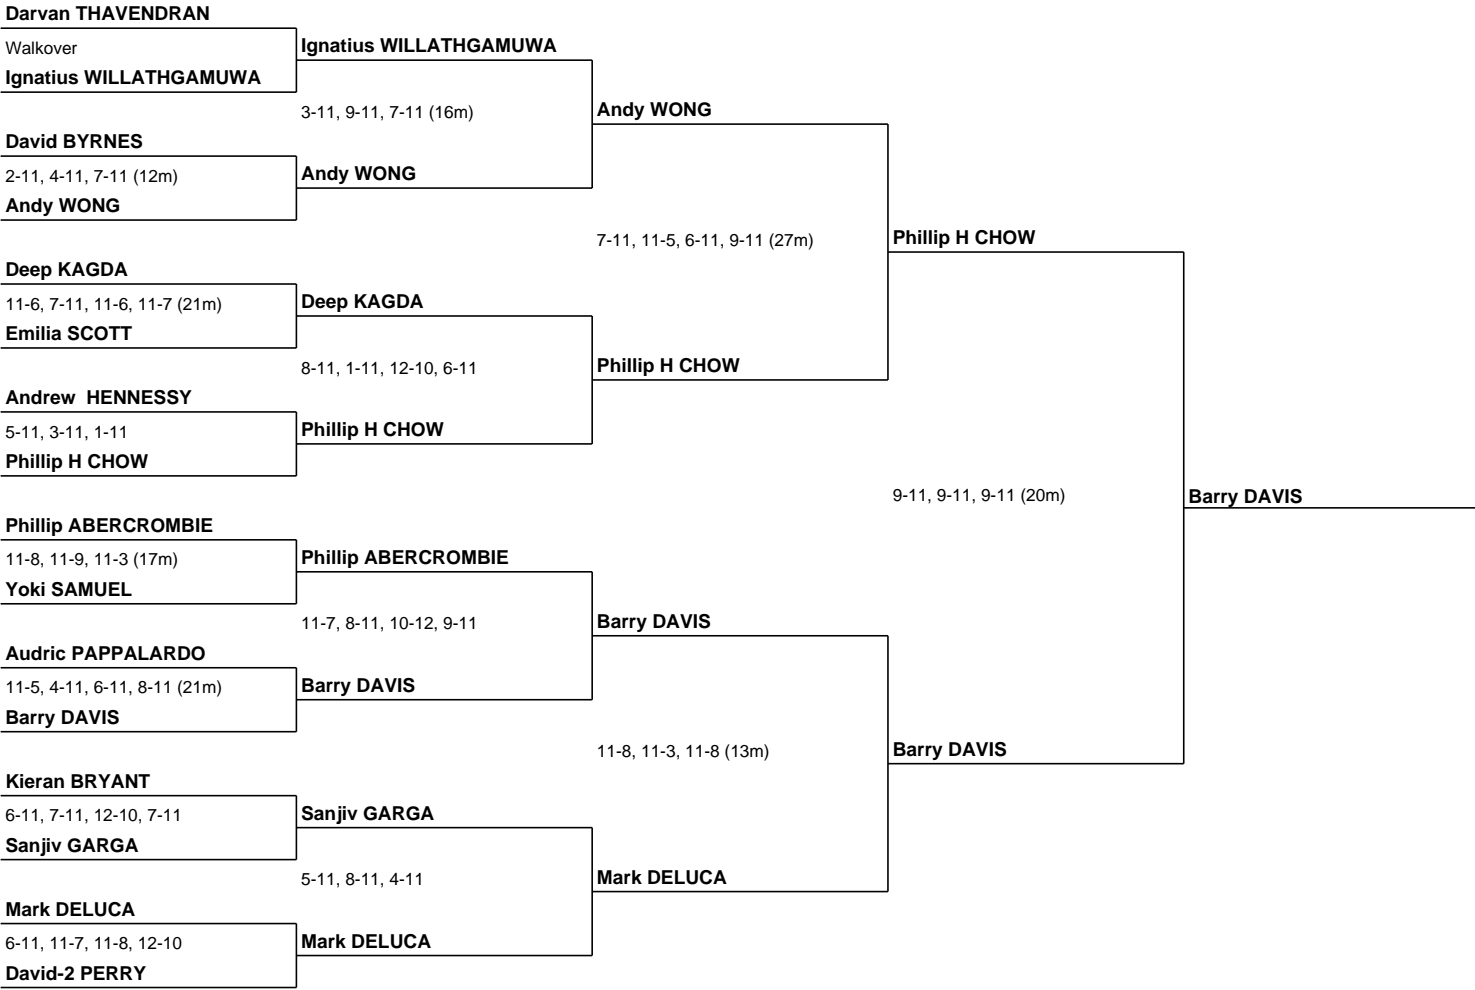 Darvan THAVENDRAN
Walkover
Ignatius WILLATHGAMUWA
David BYRNES
2-11, 4-11, 7-11 (12m)
Andy WONG
Deep KAGDA
11-6, 7-11, 11-6, 11-7 (21m)
Emilia SCOTT
Andrew  HENNESSY
5-11, 3-11, 1-11
Phillip H CHOW
Phillip ABERCROMBIE
11-8, 11-9, 11-3 (17m)
Yoki SAMUEL
Audric PAPPALARDO
11-5, 4-11, 6-11, 8-11 (21m)
Barry DAVIS
Kieran BRYANT
6-11, 7-11, 12-10, 7-11
Sanjiv GARGA
Mark DELUCA
6-11, 11-7, 11-8, 12-10
David-2 PERRY
Ignatius WILLATHGAMUWA
3-11, 9-11, 7-11 (16m)
Andy WONG
Deep KAGDA
8-11, 1-11, 12-10, 6-11
Phillip H CHOW
Phillip ABERCROMBIE
11-7, 8-11, 10-12, 9-11
Barry DAVIS
Sanjiv GARGA
5-11, 8-11, 4-11
Mark DELUCA
Andy WONG
7-11, 11-5, 6-11, 9-11 (27m)
Phillip H CHOW
Barry DAVIS
11-8, 11-3, 11-8 (13m)
Mark DELUCA
Phillip H CHOW
9-11, 9-11, 9-11 (20m)
Barry DAVIS
Barry DAVIS